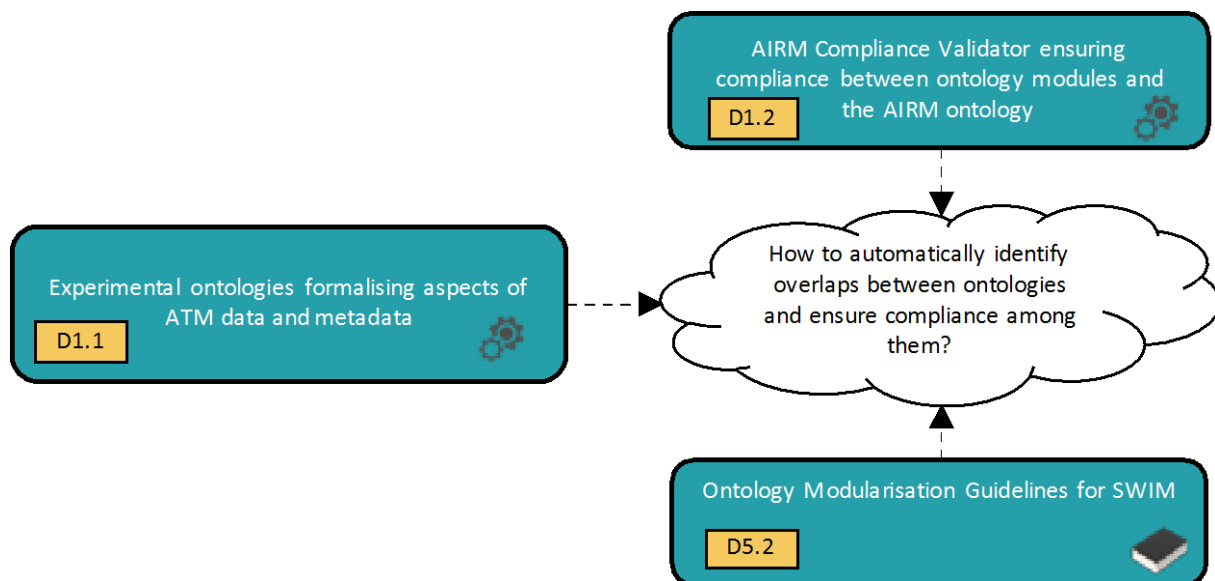 AIRM Compliance Validator ensuring
compliance between ontology modules and
the AIRM ontology
D1.2
Experimental ontologies formalising aspects of
ATM data and metadata
D1.1
How to automatically identify
overlaps between ontologies
and ensure compliance among
them?
Ontology Modularisation Guidelines for SWIM
D5.2